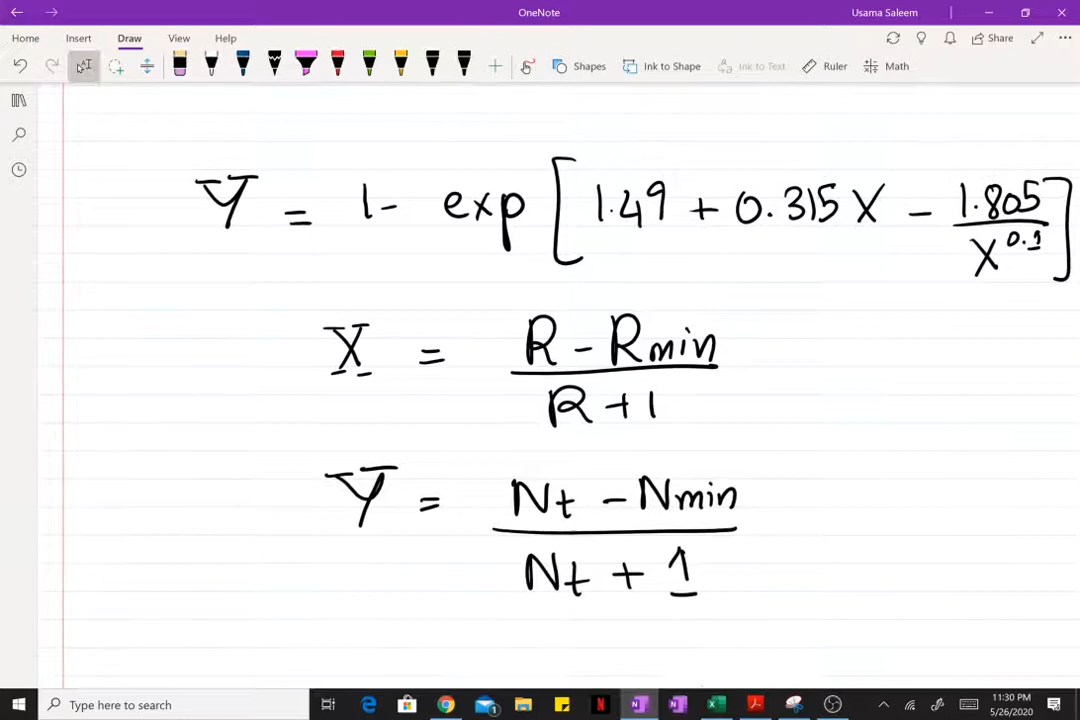 OneNote
Usama Saleem
Home Insert Draw View Help
Share
Shapes Ink to Shape Ink to Text Ruler Math
Y = 1 - exp [ 1.49 + 0.315 X - 1.805 / X^0.1 ]
X = R - Rmin / R + 1
Y = Nt - Nmin / Nt + 1
Type here to search
11:30 PM
5/26/2020